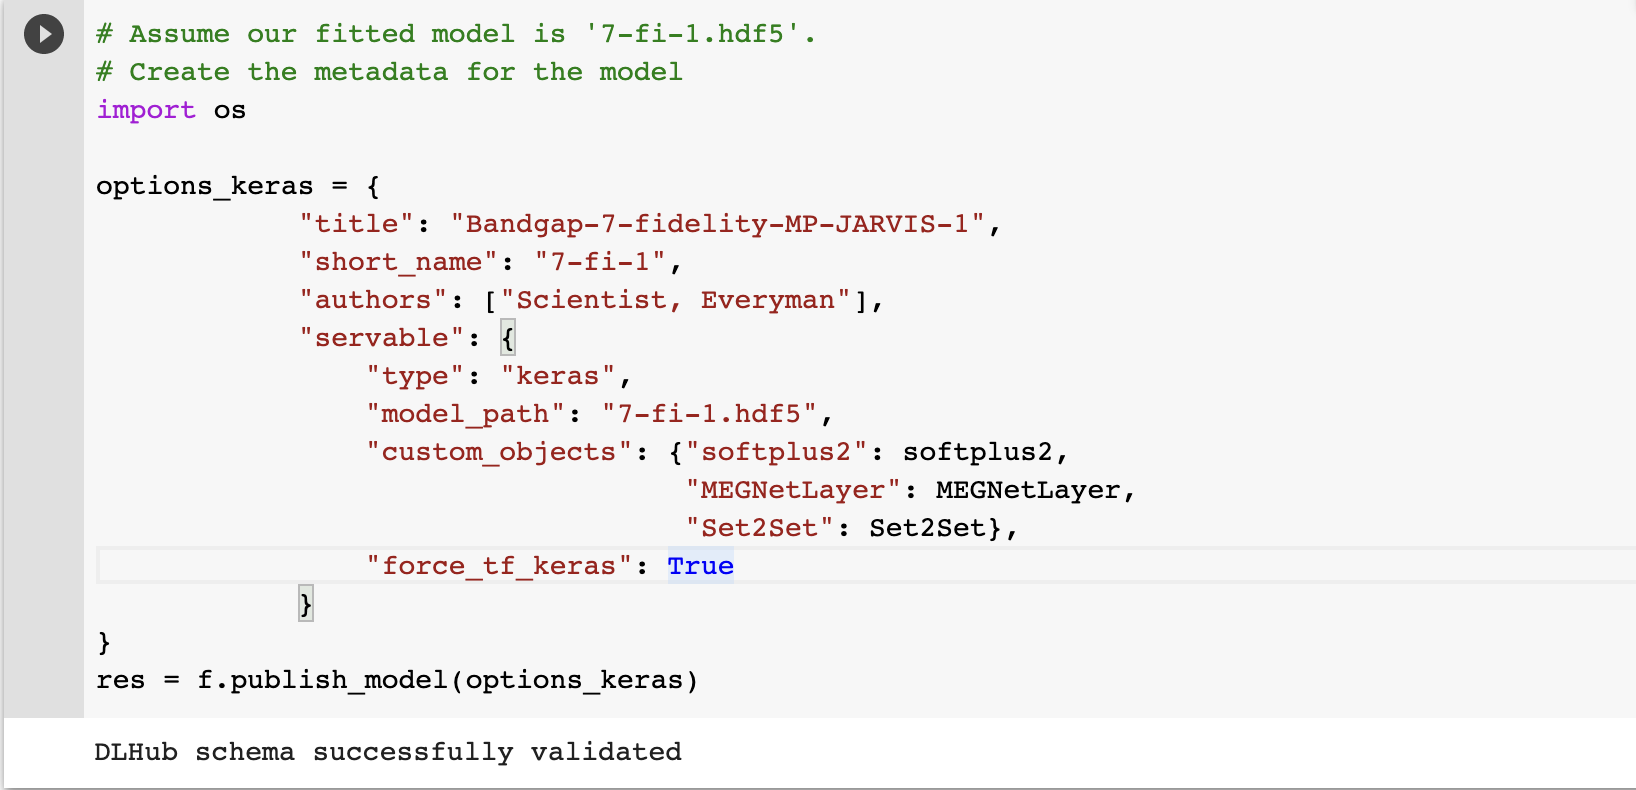 # Assume our fitted model is '7-fi-1.hdf5'.
# Create the metadata for the model
import os
options_keras = {
"title": "Bandgap-7-fidelity-MP-JARVIS-1",
"short_name": "7-fi-1",
"authors": ["Scientist, Everyman"],
"servable": {
"type": "keras",
"model_path": "7-fi-1.hdf5",
"custom_objects": {"softplus2": softplus2,
"MEGNetLayer": MEGNetLayer,
"Set2Set": Set2Set},
"force_tf_keras": True
}
}
res = f.publish_model(options_keras)
DLHub schema successfully validated